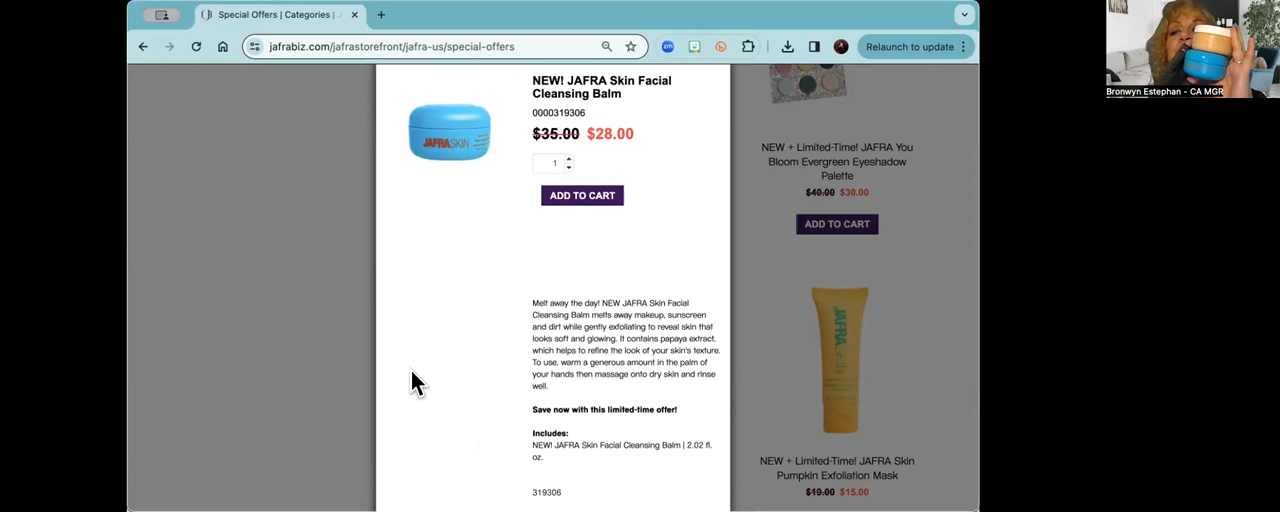 Special Offers | Categories |
jafrabiz.com/jafrastorefront/jafra-us/special-offers
zm
Relaunch to update
Bronwyn Estephan - CA MGR
NEW! JAFRA Skin Facial
Cleansing Balm
0000319306
$35.00 $28.00
1
ADD TO CART
JAFRA SKIN
Melt away the day! NEW JAFRA Skin Facial
Cleansing Balm melts away makeup, sunscreen
and dirt while gently exfoliating to reveal skin that
looks soft and glowing. It contains papaya extract,
which helps to refine the look of your skin's texture.
To use, warm a generous amount in the palm of
your hands then massage onto dry skin and rinse
well.
Save now with this limited-time offer!
Includes:
NEW! JAFRA Skin Facial Cleansing Balm | 2.02 fl.
oz.
319306
NEW + Limited-Time! JAFRA You
Bloom Evergreen Eyeshadow
Palette
$40.00 $30.00
ADD TO CART
JAFRA SKIN
NEW + Limited-Time! JAFRA Skin
Pumpkin Exfoliation Mask
$19.00 $15.00